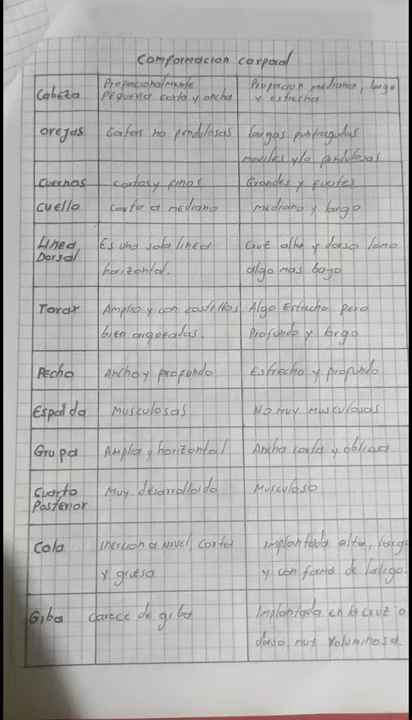 Comformacion corporal
Cabeza
Proporcionalmente
pequeña corta y ancha
Proporcion mediana, larga
y estrecha
orejas
Cortas no pendulosas
Largas puntiagudas
moviles y/o pendulosas
Cuernos
cortos y finos
Grandes y fuertes
Cuello
corto a mediano
mediano y largo
Linea
Dorsal
Es una sola linea
horizontal.
Cruz alta y dorso lomo
algo mas bajo
Torax
Amplio y con costillas
bien arqueadas.
Algo Estrecho pero
Profundo y largo
Pecho
Ancho y profundo
Estrecho y profundo
Espalda
Musculosas
No muy musculosas
Grupa
Amplia y horizontal
Ancha corta y oblicua
Cuarto
Posterior
Muy desarrollado
Musculoso
Cola
Inercion a nivel, corta
y gruesa
Implantada alta, larga
y con forma de latigo.
Giba
carece de giba
Implantada en la cruz o
dorso, muy voluminosa.